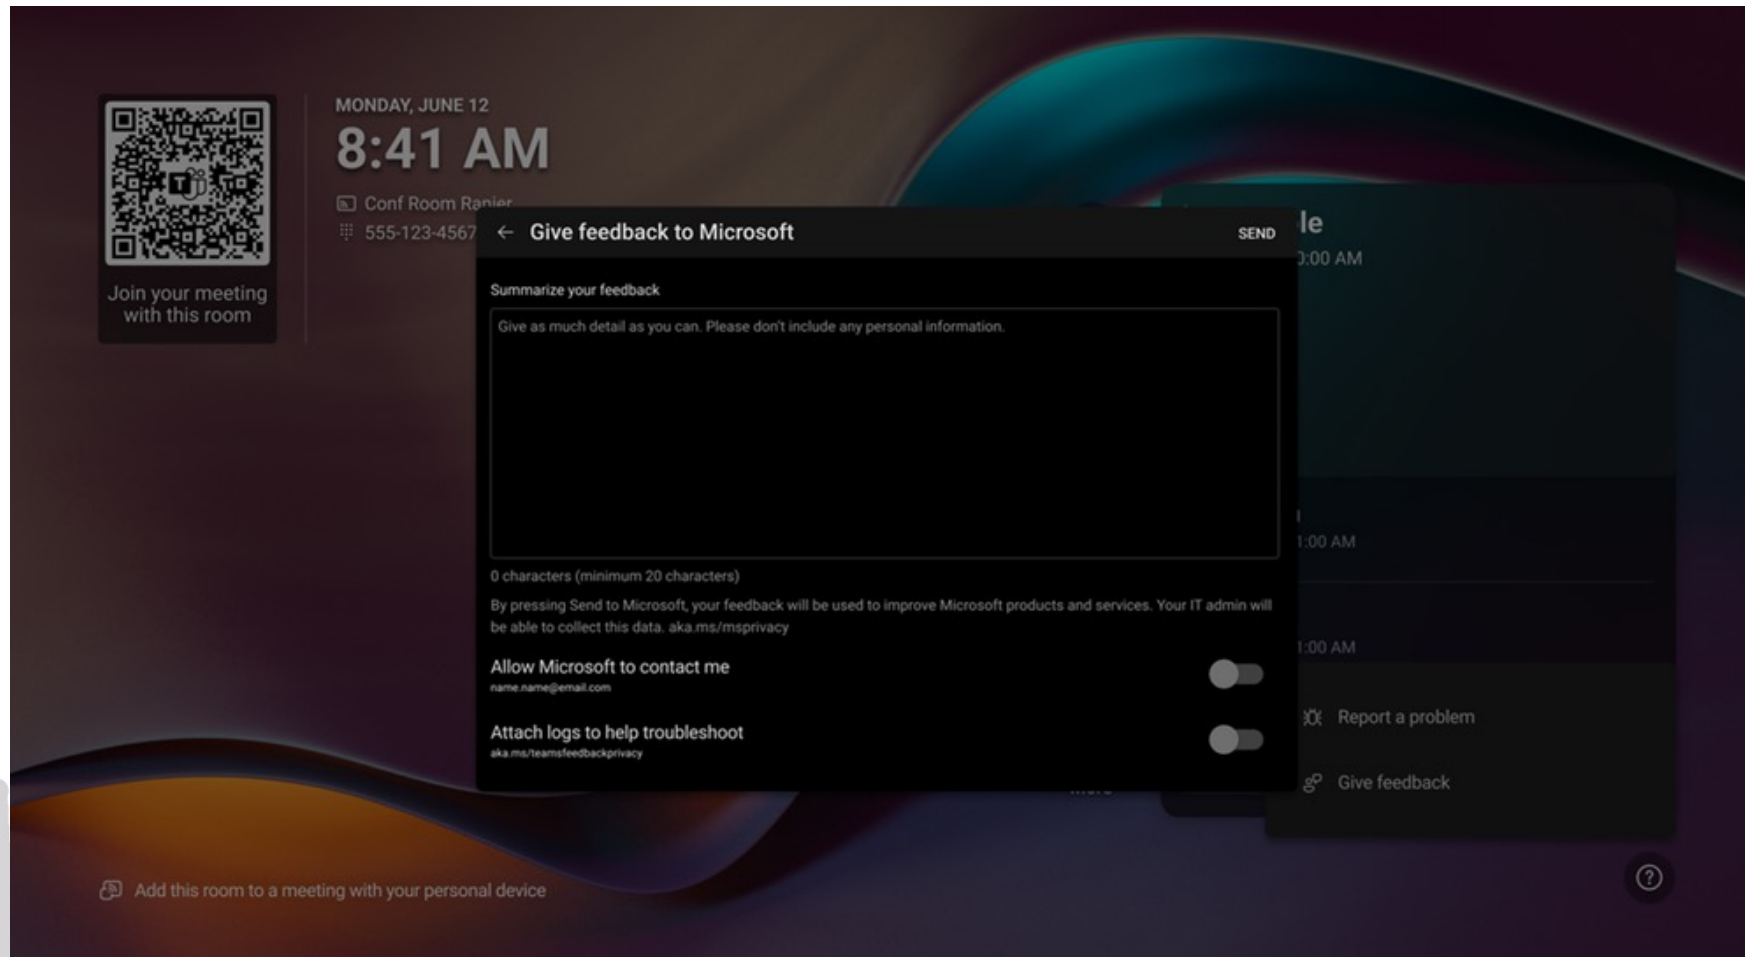 MONDAY, JUNE 12
8:41 AM
Conf Room Ranier
555-123-4567
Join your meeting
with this room
Give feedback to Microsoft
SEND
Summarize your feedback
Give as much detail as you can. Please don't include any personal information.
0 characters (minimum 20 characters)
By pressing Send to Microsoft, your feedback will be used to improve Microsoft products and services. Your IT admin will
be able to collect this data. aka.ms/msprivacy
Allow Microsoft to contact me
name.name@email.com
Attach logs to help troubleshoot
aka.ms/teamsfeedbackprivacy
le
0:00 AM
1:00 AM
1:00 AM
Report a problem
Give feedback
Add this room to a meeting with your personal device